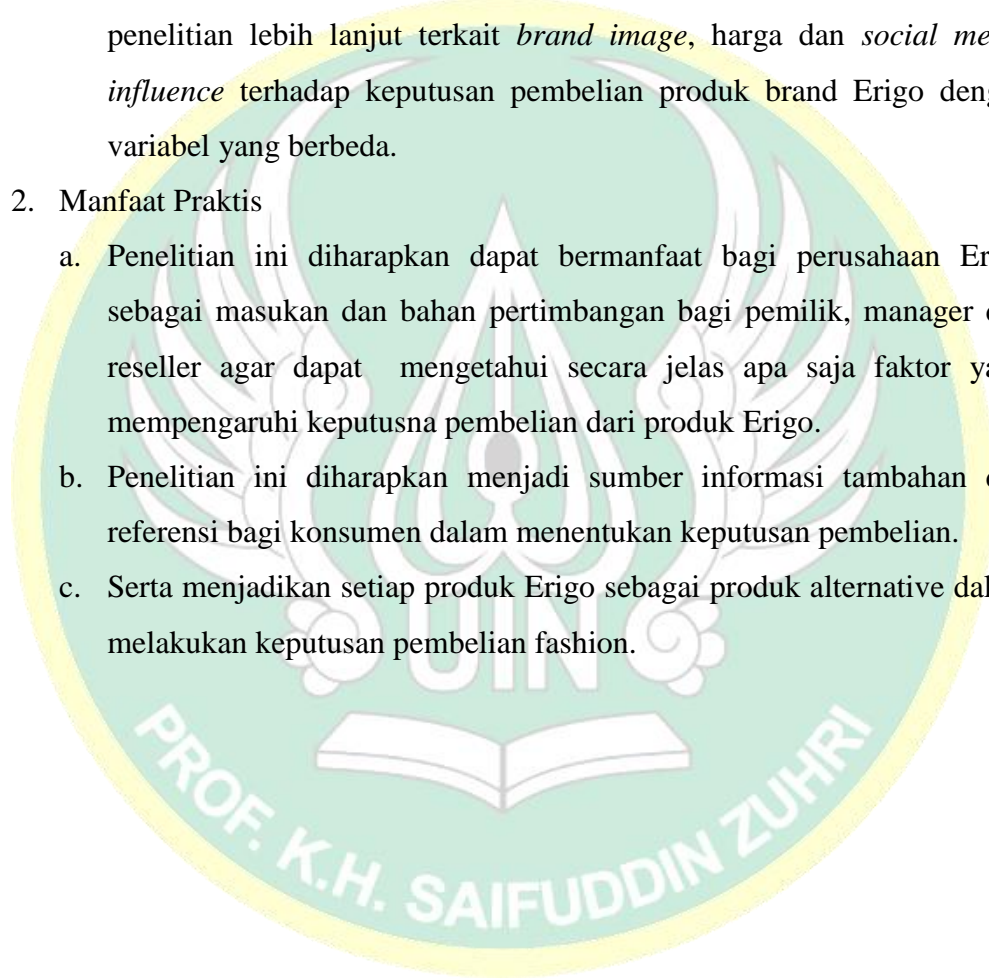 penelitian lebih lanjut terkait brand image, harga dan social me
influence terhadap keputusan pembelian produk brand Erigo deng
variabel yang berbeda.
2. Manfaat Praktis
a. Penelitian ini diharapkan dapat bermanfaat bagi perusahaan Er
sebagai masukan dan bahan pertimbangan bagi pemilik, manager
reseller agar dapat mengetahui secara jelas apa saja faktor ya
mempengaruhi keputusna pembelian dari produk Erigo.
b. Penelitian ini diharapkan menjadi sumber informasi tambahan
referensi bagi konsumen dalam menentukan keputusan pembelian.
c. Serta menjadikan setiap produk Erigo sebagai produk alternative dal
melakukan keputusan pembelian fashion.
UIN
PROF. K.H. SAIFUDDIN ZUHRI